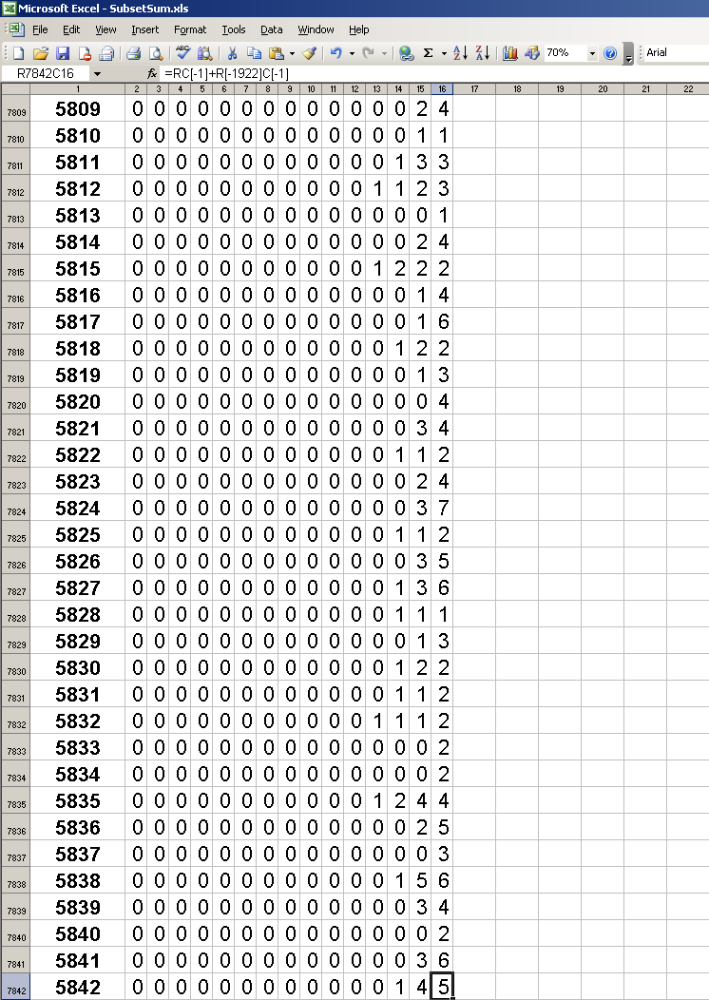 Microsoft Excel - SubsetSum.xls
File Edit View Insert Format Tools Data Window Help
70% Arial
R7842C16 fx =RC[-1]+R[-1922]C[-1]
1 2 3 4 5 6 7 8 9 10 11 12 13 14 15 16 17 18 19 20 21 22
7809 5809 0 0 0 0 0 0 0 0 0 0 0 0 0 2 4
7810 5810 0 0 0 0 0 0 0 0 0 0 0 0 0 1 1
7811 5811 0 0 0 0 0 0 0 0 0 0 0 0 1 3 3
7812 5812 0 0 0 0 0 0 0 0 0 0 0 1 1 2 3
7813 5813 0 0 0 0 0 0 0 0 0 0 0 0 0 0 1
7814 5814 0 0 0 0 0 0 0 0 0 0 0 0 0 2 4
7815 5815 0 0 0 0 0 0 0 0 0 0 0 1 2 2 2
7816 5816 0 0 0 0 0 0 0 0 0 0 0 0 0 1 4
7817 5817 0 0 0 0 0 0 0 0 0 0 0 0 0 1 6
7818 5818 0 0 0 0 0 0 0 0 0 0 0 0 1 2 2
7819 5819 0 0 0 0 0 0 0 0 0 0 0 0 0 1 3
7820 5820 0 0 0 0 0 0 0 0 0 0 0 0 0 0 4
7821 5821 0 0 0 0 0 0 0 0 0 0 0 0 0 3 4
7822 5822 0 0 0 0 0 0 0 0 0 0 0 0 1 1 2
7823 5823 0 0 0 0 0 0 0 0 0 0 0 0 0 2 4
7824 5824 0 0 0 0 0 0 0 0 0 0 0 0 0 3 7
7825 5825 0 0 0 0 0 0 0 0 0 0 0 0 1 1 2
7826 5826 0 0 0 0 0 0 0 0 0 0 0 0 0 3 5
7827 5827 0 0 0 0 0 0 0 0 0 0 0 0 1 3 6
7828 5828 0 0 0 0 0 0 0 0 0 0 0 0 1 1 1
7829 5829 0 0 0 0 0 0 0 0 0 0 0 0 0 1 3
7830 5830 0 0 0 0 0 0 0 0 0 0 0 0 1 2 2
7831 5831 0 0 0 0 0 0 0 0 0 0 0 0 1 1 2
7832 5832 0 0 0 0 0 0 0 0 0 0 0 1 1 1 2
7833 5833 0 0 0 0 0 0 0 0 0 0 0 0 0 0 2
7834 5834 0 0 0 0 0 0 0 0 0 0 0 0 0 0 2
7835 5835 0 0 0 0 0 0 0 0 0 0 0 1 2 4 4
7836 5836 0 0 0 0 0 0 0 0 0 0 0 0 0 2 5
7837 5837 0 0 0 0 0 0 0 0 0 0 0 0 0 0 3
7838 5838 0 0 0 0 0 0 0 0 0 0 0 0 1 5 6
7839 5839 0 0 0 0 0 0 0 0 0 0 0 0 0 3 4
7840 5840 0 0 0 0 0 0 0 0 0 0 0 0 0 0 2
7841 5841 0 0 0 0 0 0 0 0 0 0 0 0 0 3 6
7842 5842 0 0 0 0 0 0 0 0 0 0 0 0 1 4 5